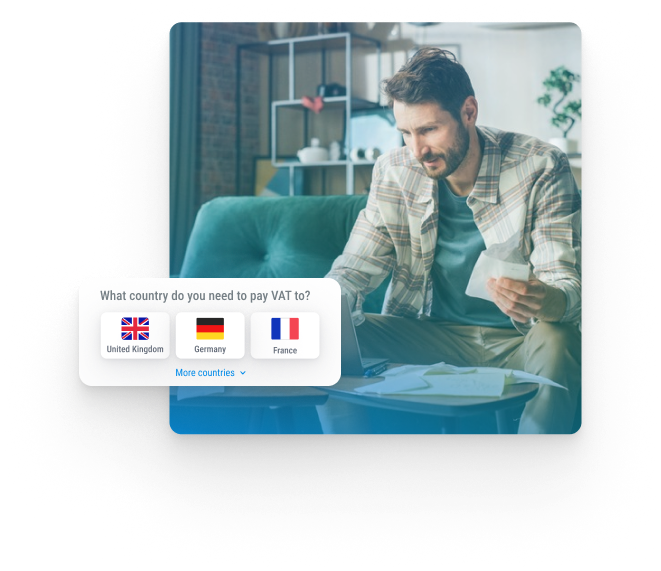 What country do you need to pay VAT to?
United Kingdom
Germany
France
More countries